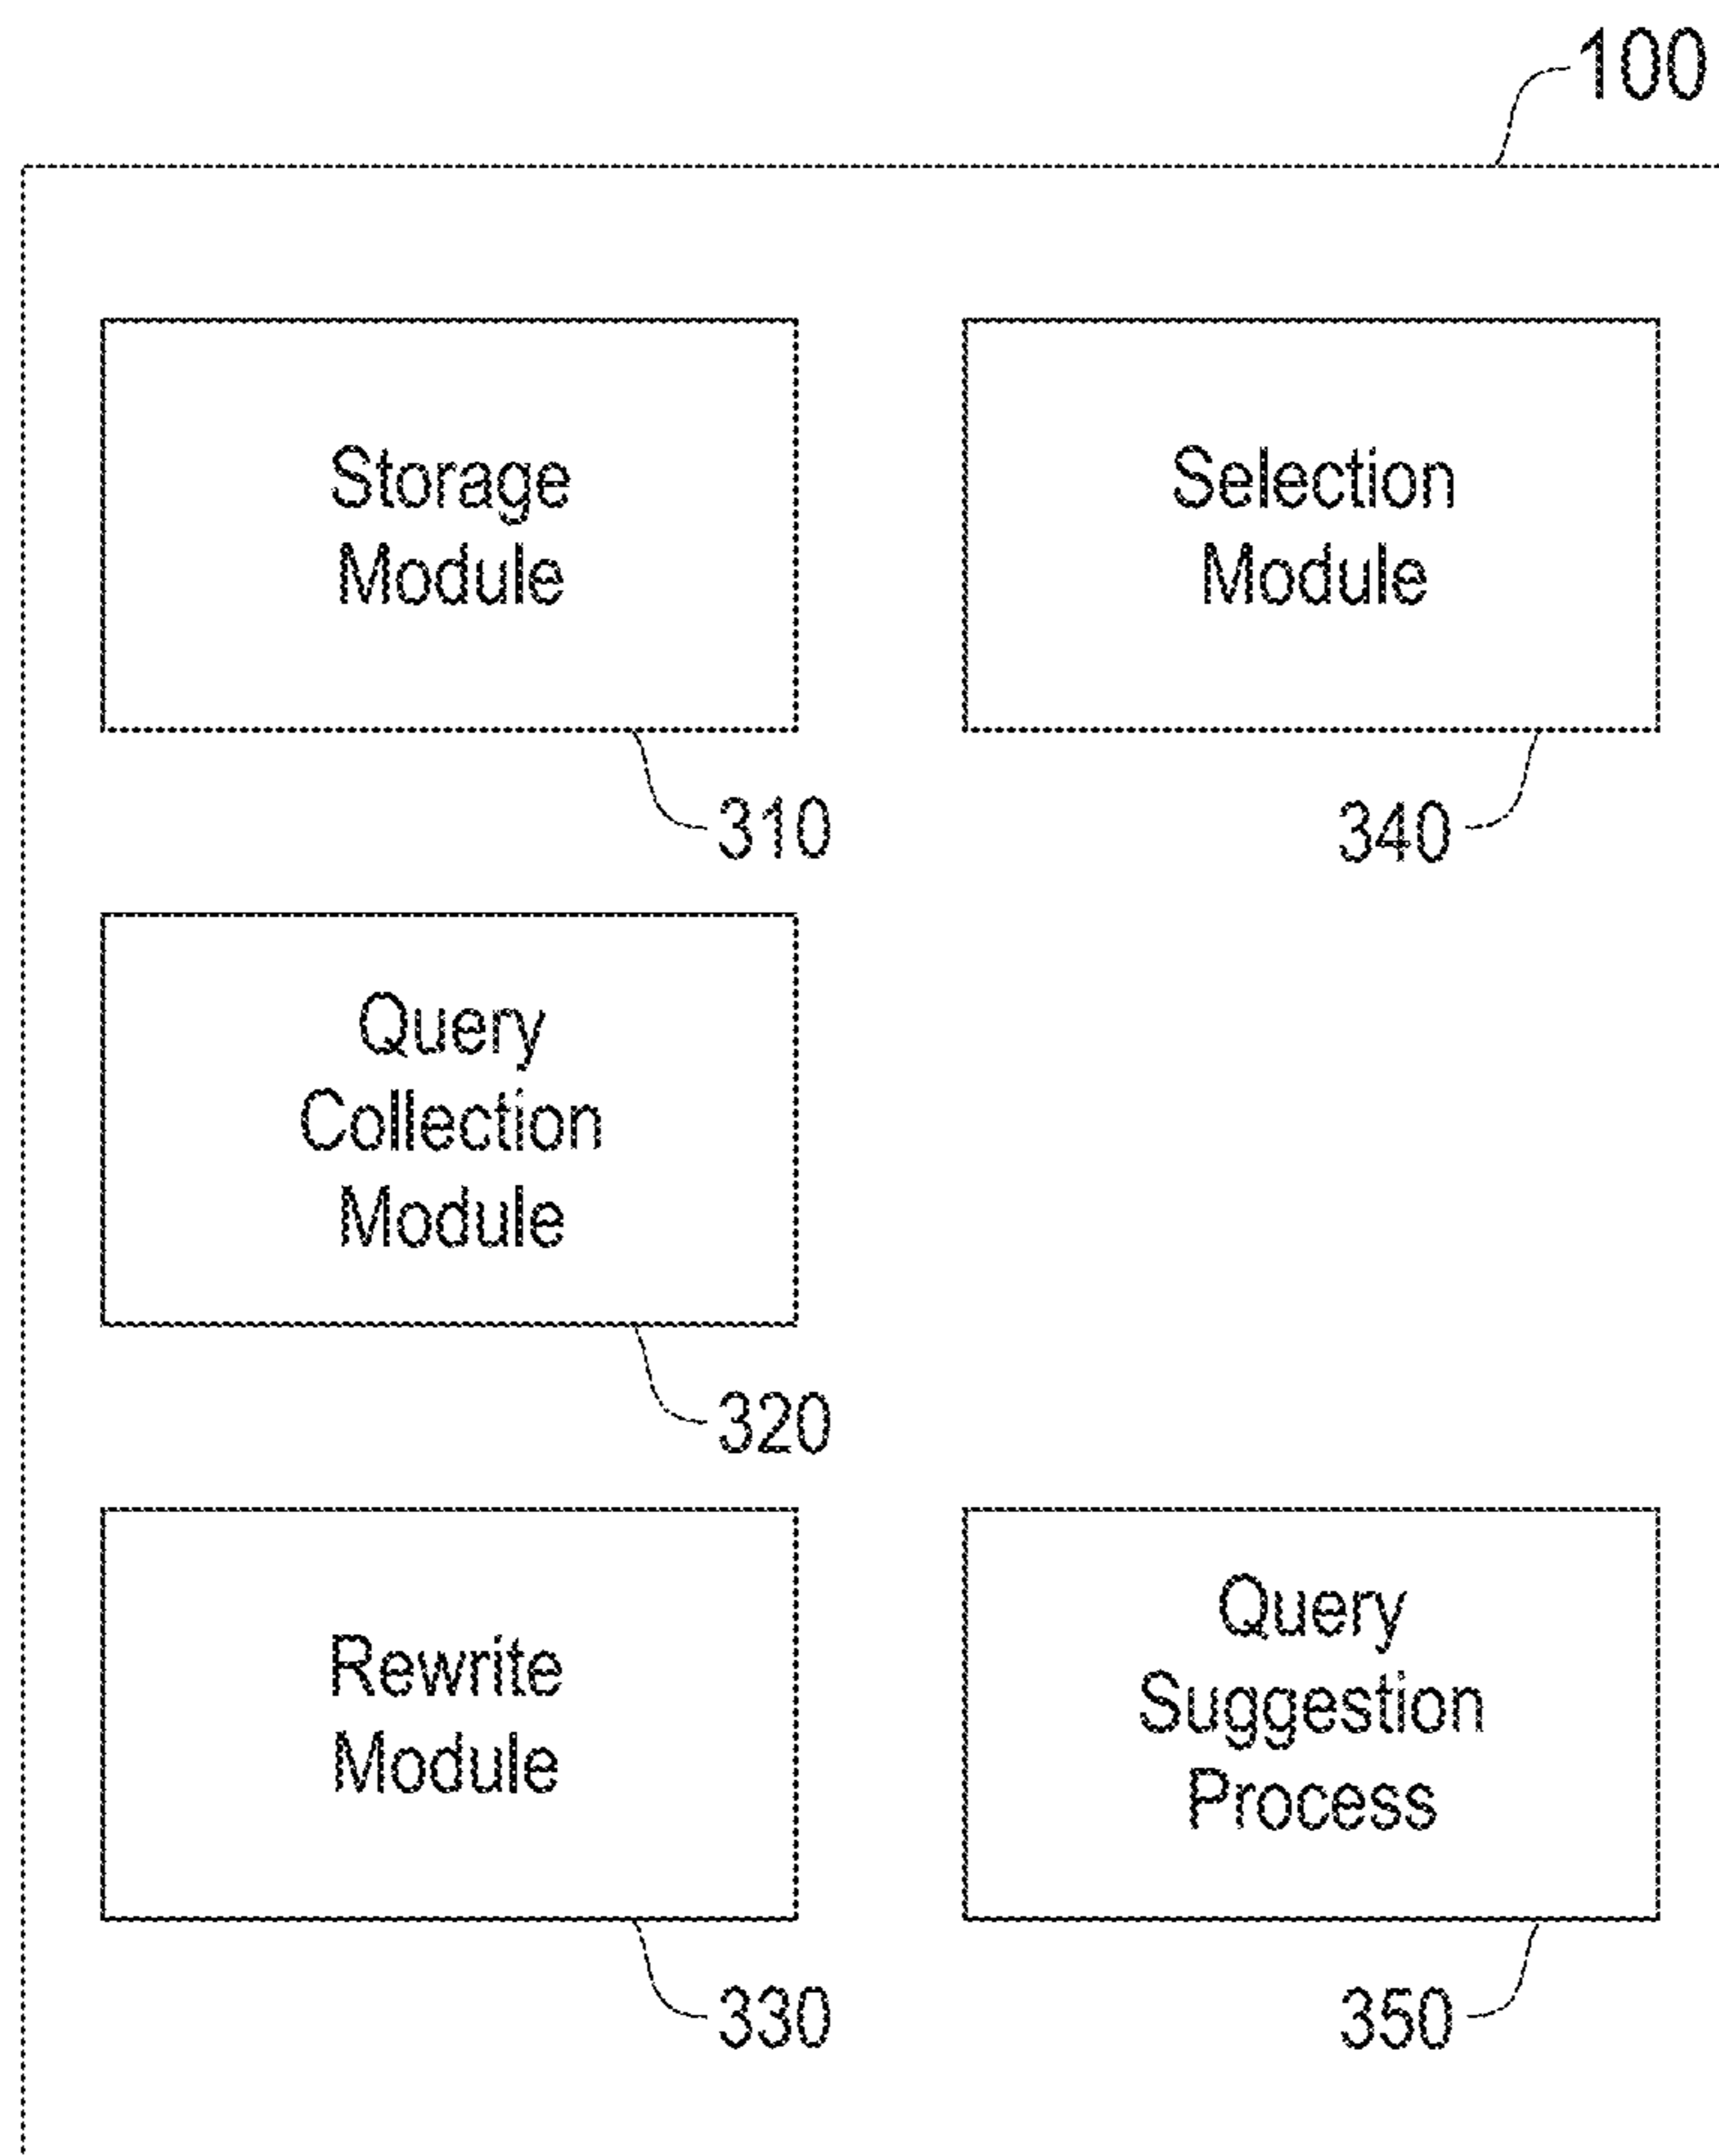 100
Storage
Module
310
Selection
Module
340
Query
Collection
Module
320
Rewrite
Module
330
Query
Suggestion
Process
350